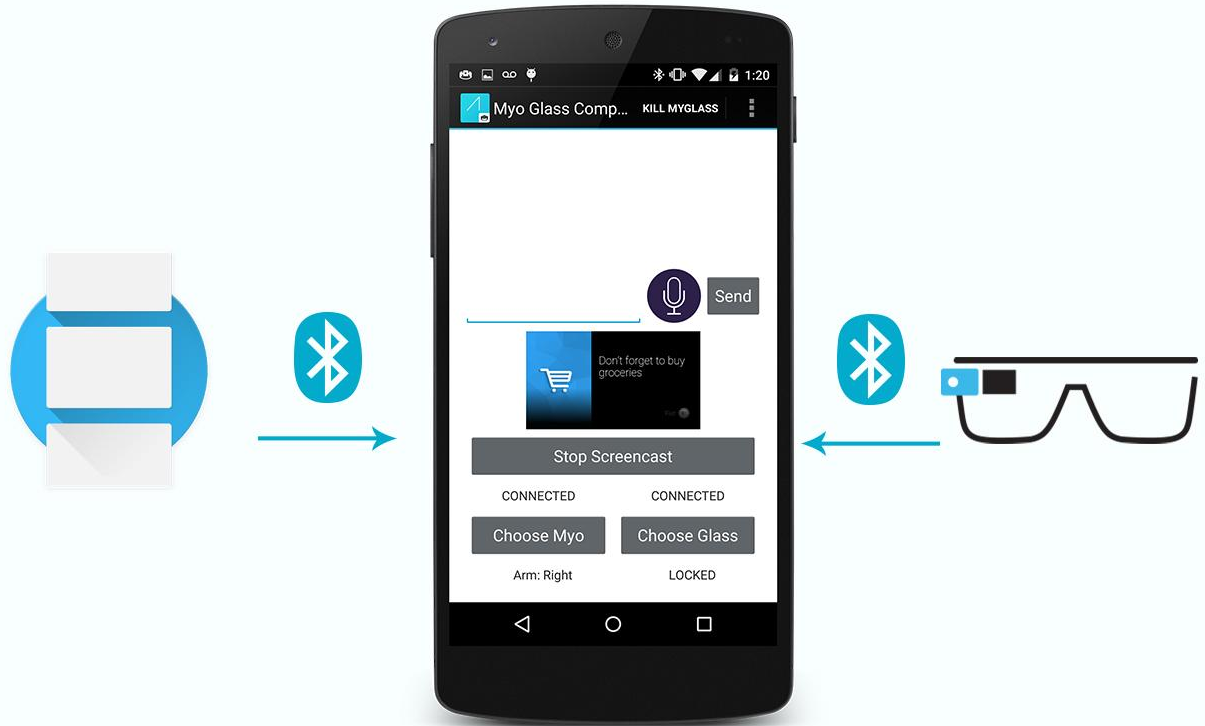 1:20
Myo Glass Comp... KILL MYGLASS
Send
Don't forget to buy
groceries
Stop Screencast
CONNECTED CONNECTED
Choose Myo Choose Glass
Arm: Right LOCKED